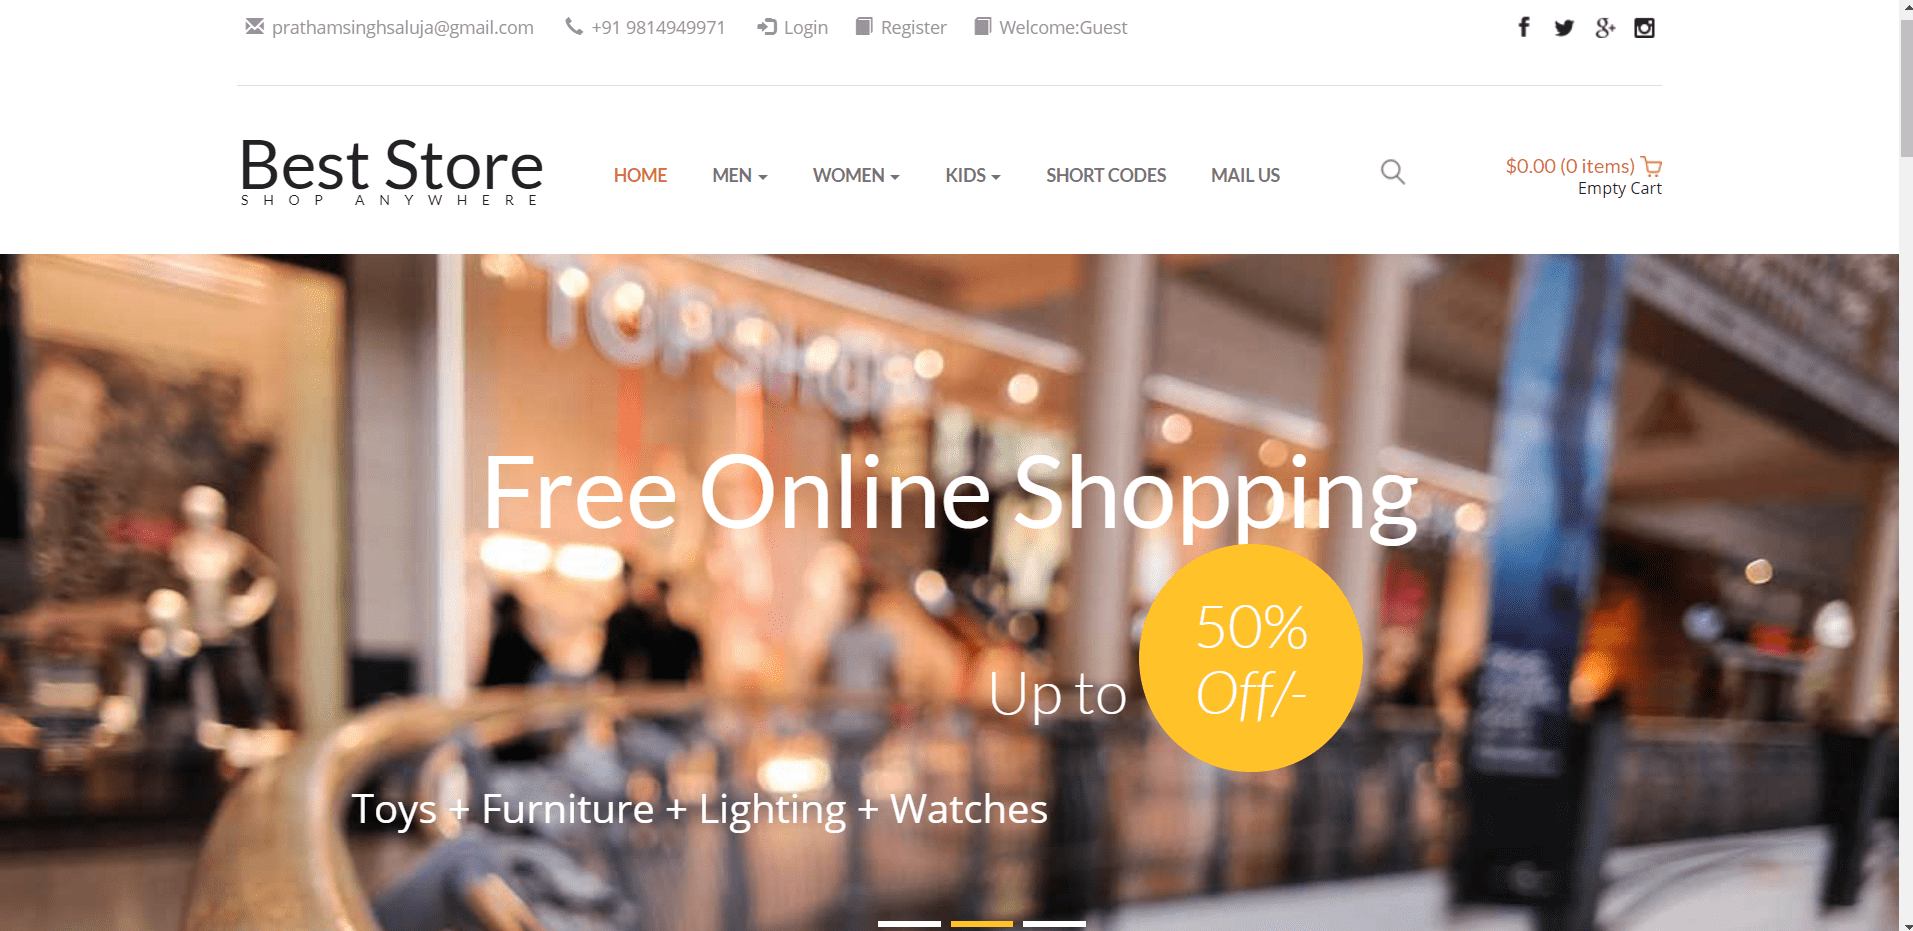 prathamsinghsaluja@gmail.com +91 9814949971 Login Register Welcome:Guest
Best Store
SHOP ANYWHERE
HOME MEN WOMEN KIDS SHORT CODES MAIL US
$0.00 (0 items)
Empty Cart
TOPSHOP
Free Online Shopping
Up to
50%
Off/-
Toys + Furniture + Lighting + Watches